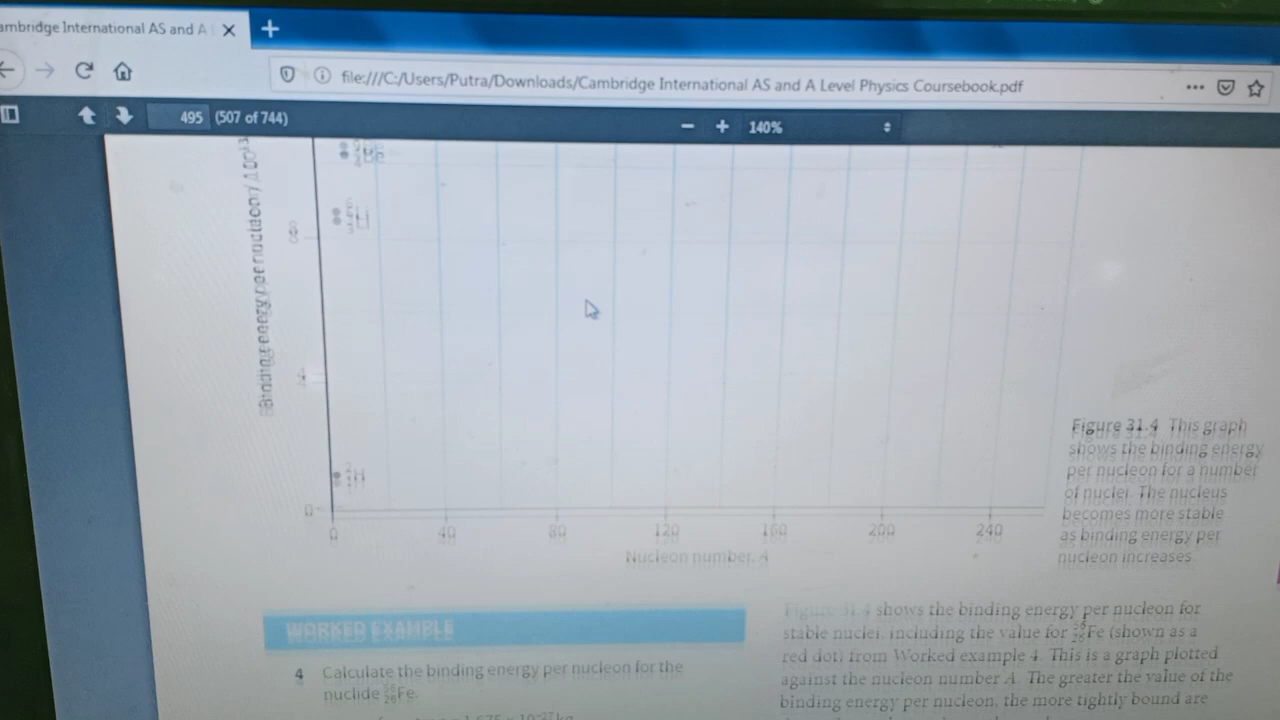 ambridge International AS and A
file:///C:/Users/Putra/Downloads/Cambridge International AS and A Level Physics Coursebook.pdf
495 (507 of 744)
140%
Binding energy per nucleon /
0
0 40 80 120 160 200 240
Nucleon number, A
Figure 31.4 This graph
shows the binding energy
per nucleon for a number
of nuclei. The nucleus
becomes more stable
as binding energy per
nucleon increases.
WORKED EXAMPLE
4 Calculate the binding energy per nucleon for the
nuclide Fe.
Figure 31.4 shows the binding energy per nucleon for
stable nuclei, including the value for Fe (shown as a
red dot) from Worked example 4. This is a graph plotted
against the nucleon number A. The greater the value of the
binding energy per nucleon, the more tightly bound are